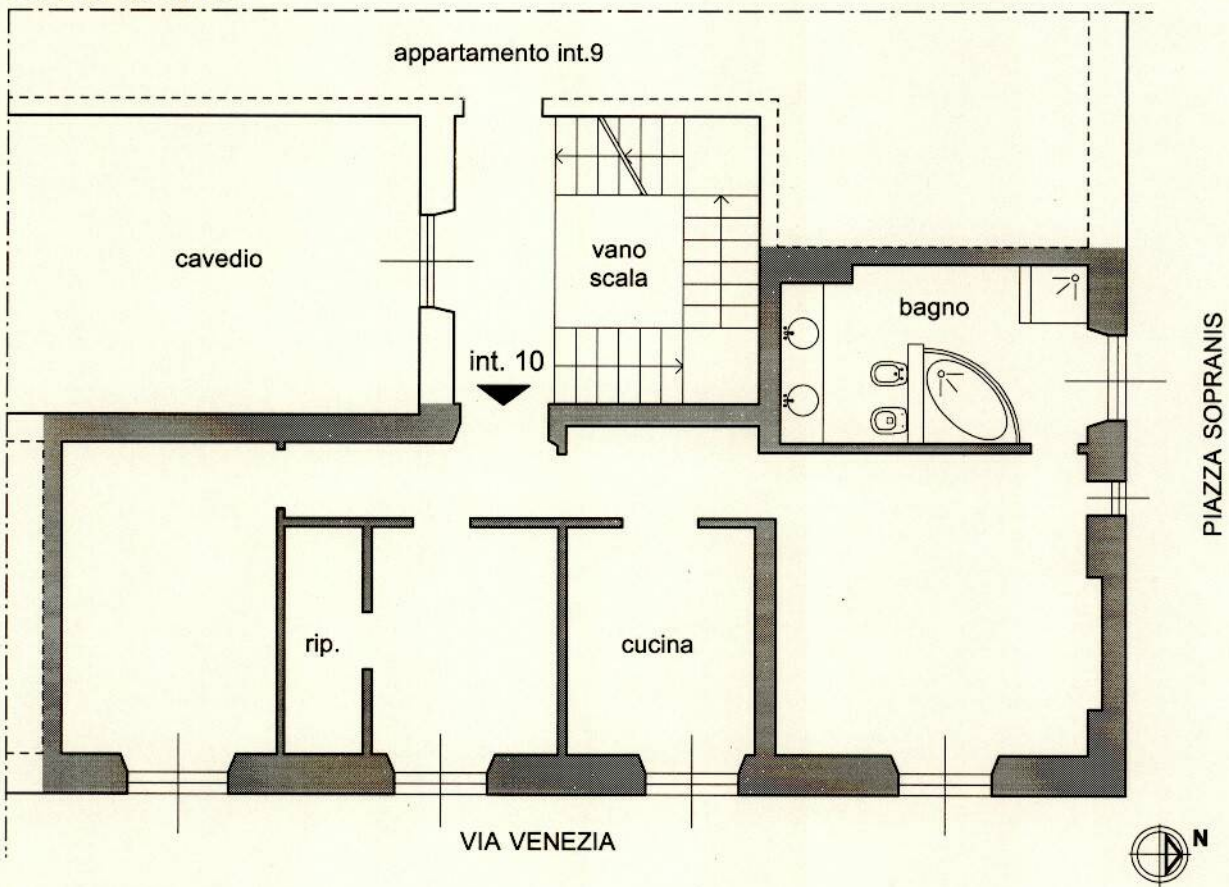 appartamento int.9
cavedio
vano
scala
bagno
int. 10
PIAZZA SOPRANIS
rip.
cucina
VIA VENEZIA
N